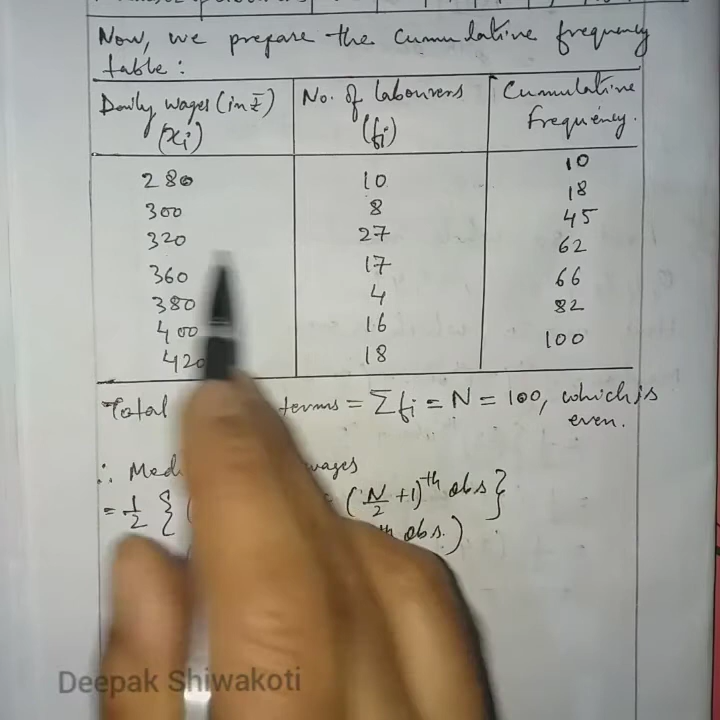 Now, we prepare the cumulative frequency
table:
Daily wages (in ₹) No. of labourers Cumulative
(xi) (fi) frequency.
280 10 10
300 8 18
320 27 45
360 17 62
380 4 66
400 16 82
420 18 100
Total terms = Σfi = N = 100, which is
even.
∴ wages
= 1/2 { ( (N/2 + 1)th obs }
th obs.)
Deepak Shiwakoti